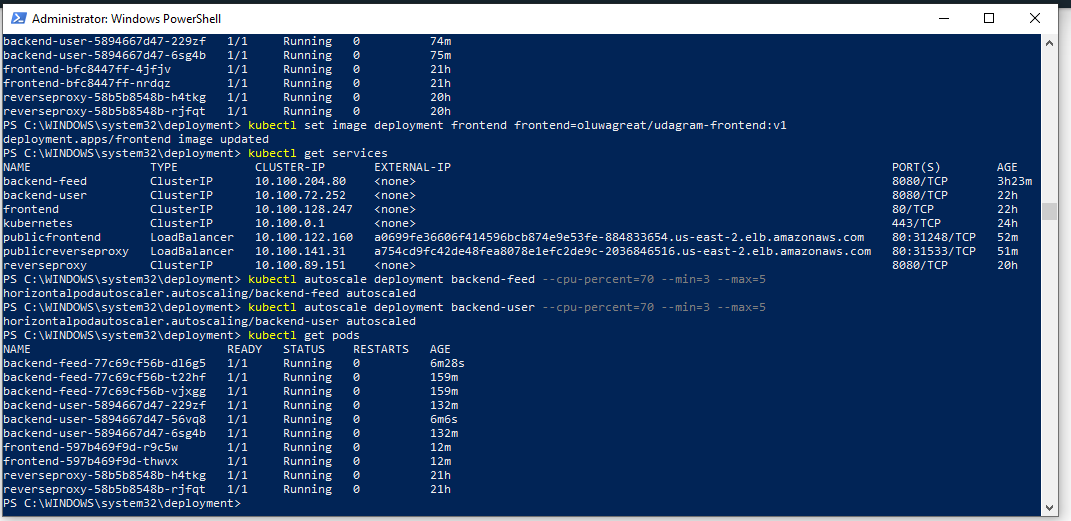 Administrator: Windows PowerShell
backend-user-5894667d47-229zf 1/1 Running 0 74m
backend-user-5894667d47-6sg4b 1/1 Running 0 75m
frontend-bfc8447ff-4jfjv 1/1 Running 0 21h
frontend-bfc8447ff-nrdqz 1/1 Running 0 21h
reverseproxy-58b5b8548b-h4tkg 1/1 Running 0 20h
reverseproxy-58b5b8548b-rjfqt 1/1 Running 0 20h
PS C:\WINDOWS\system32\deployment> kubectl set image deployment frontend frontend=oluwagreat/udagram-frontend:v1
deployment.apps/frontend image updated
PS C:\WINDOWS\system32\deployment> kubectl get services
NAME TYPE CLUSTER-IP EXTERNAL-IP PORT(S) AGE
backend-feed ClusterIP 10.100.204.80 <none> 8080/TCP 3h23m
backend-user ClusterIP 10.100.72.252 <none> 8080/TCP 22h
frontend ClusterIP 10.100.128.247 <none> 80/TCP 22h
kubernetes ClusterIP 10.100.0.1 <none> 443/TCP 24h
publicfrontend LoadBalancer 10.100.122.160 a0699fe36606f414596bcb874e9e53fe-884833654.us-east-2.elb.amazonaws.com 80:31248/TCP 52m
publicreverseproxy LoadBalancer 10.100.141.31 a754cd9fc42de48fea8078e1efc2de9c-2036846516.us-east-2.elb.amazonaws.com 80:31533/TCP 51m
reverseproxy ClusterIP 10.100.89.151 <none> 8080/TCP 20h
PS C:\WINDOWS\system32\deployment> kubectl autoscale deployment backend-feed --cpu-percent=70 --min=3 --max=5
horizontalpodautoscaler.autoscaling/backend-feed autoscaled
PS C:\WINDOWS\system32\deployment> kubectl autoscale deployment backend-user --cpu-percent=70 --min=3 --max=5
horizontalpodautoscaler.autoscaling/backend-user autoscaled
PS C:\WINDOWS\system32\deployment> kubectl get pods
NAME READY STATUS RESTARTS AGE
backend-feed-77c69cf56b-dl6g5 1/1 Running 0 6m28s
backend-feed-77c69cf56b-t22hf 1/1 Running 0 159m
backend-feed-77c69cf56b-vjxgg 1/1 Running 0 159m
backend-user-5894667d47-229zf 1/1 Running 0 132m
backend-user-5894667d47-56vq8 1/1 Running 0 6m6s
backend-user-5894667d47-6sg4b 1/1 Running 0 132m
frontend-597b469f9d-r9c5w 1/1 Running 0 12m
frontend-597b469f9d-thwvx 1/1 Running 0 12m
reverseproxy-58b5b8548b-h4tkg 1/1 Running 0 21h
reverseproxy-58b5b8548b-rjfqt 1/1 Running 0 21h
PS C:\WINDOWS\system32\deployment>